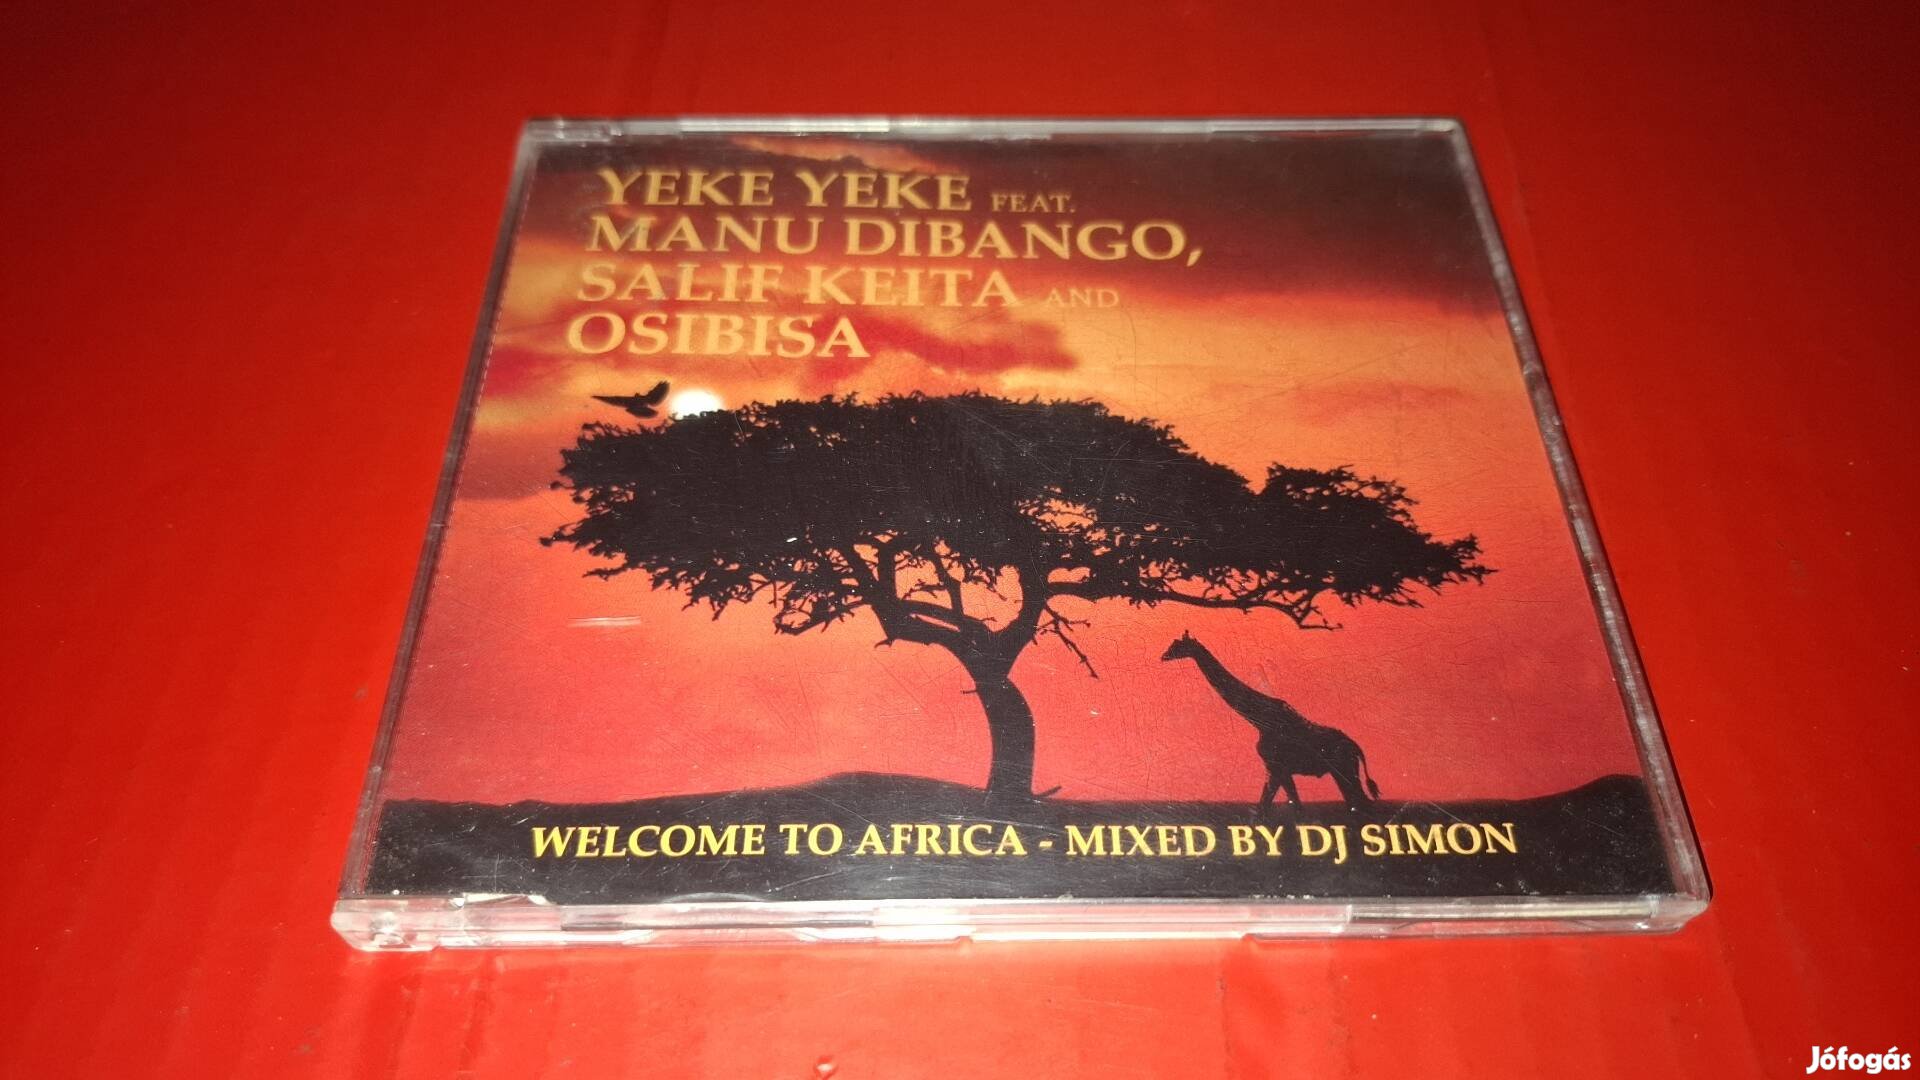 YEKE YEKE FEAT.
MANU DIBANGO,
SALIF KEITA AND
OSIBISA
WELCOME TO AFRICA - MIXED BY DJ SIMON
Jófogás